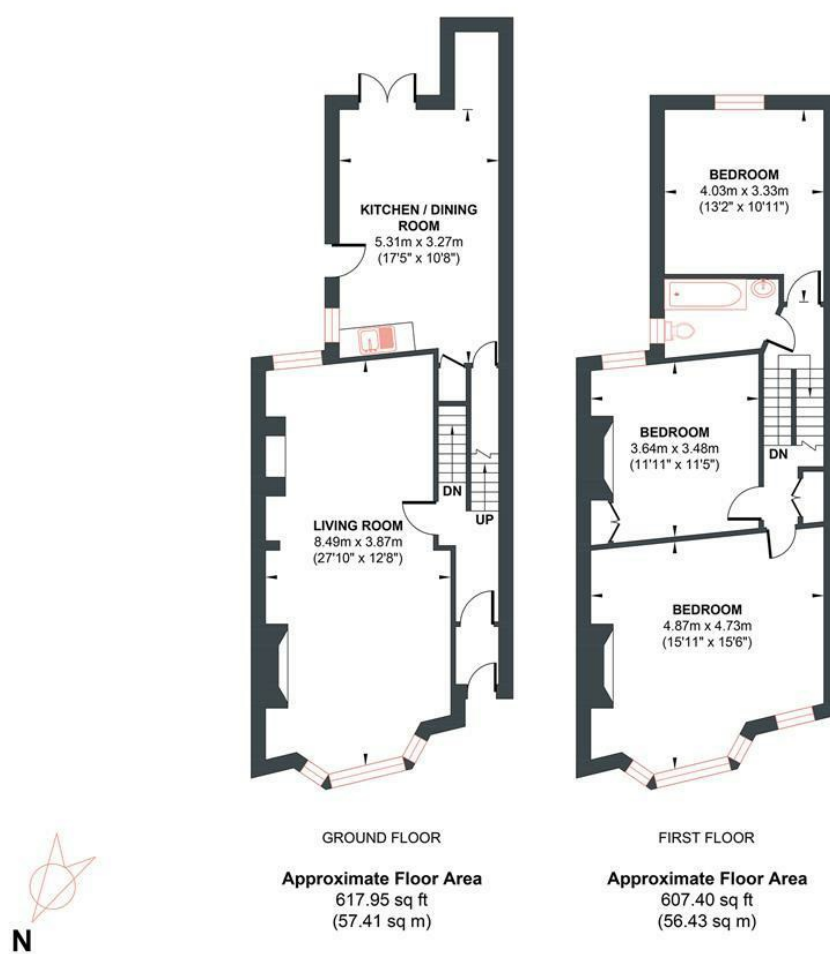 KITCHEN / DINING
ROOM
5.31m x 3.27m
(17'5" x 10'8")
DN
UP
LIVING ROOM
8.49m x 3.87m
(27'10" x 12'8")
GROUND FLOOR
Approximate Floor Area
617.95 sq ft
(57.41 sq m)
BEDROOM
4.03m x 3.33m
(13'2" x 10'11")
BEDROOM
3.64m x 3.48m
(11'11" x 11'5")
DN
BEDROOM
4.87m x 4.73m
(15'11" x 15'6")
FIRST FLOOR
Approximate Floor Area
607.40 sq ft
(56.43 sq m)
N